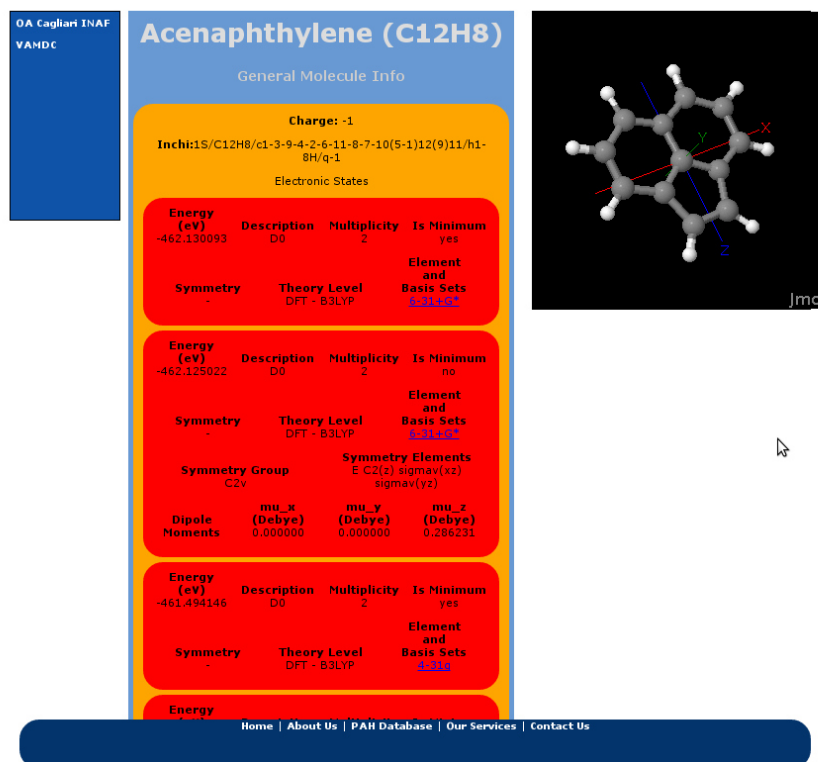 OA Cagliari INAF
VAMDC
Acenaphthylene (C12H8)
General Molecule Info
Charge: -1
Inchi:1S/C12H8/c1-3-9-4-2-6-11-8-7-10(5-1)12(9)11/h1-
8H/q-1
Electronic States
Energy
(eV) Description Multiplicity Is Minimum
-462.130093 D0 2 yes
Element
and
Symmetry Theory Level Basis Sets
- DFT - B3LYP 6-31+G*
Energy
(eV) Description Multiplicity Is Minimum
-462.125022 D0 2 no
Element
and
Symmetry Theory Level Basis Sets
- DFT - B3LYP 6-31+G*
Symmetry Elements
Symmetry Group E C2(z) sigmav(xz)
C2v sigmav(yz)
mu_x mu_y mu_z
Dipole (Debye) (Debye) (Debye)
Moments 0.000000 0.000000 0.286231
Energy
(eV) Description Multiplicity Is Minimum
-461.494146 D0 2 yes
Element
and
Symmetry Theory Level Basis Sets
- DFT - B3LYP 4-31g
Energy
X
Y
Z
Jmo
Home | About Us | PAH Database | Our Services | Contact Us